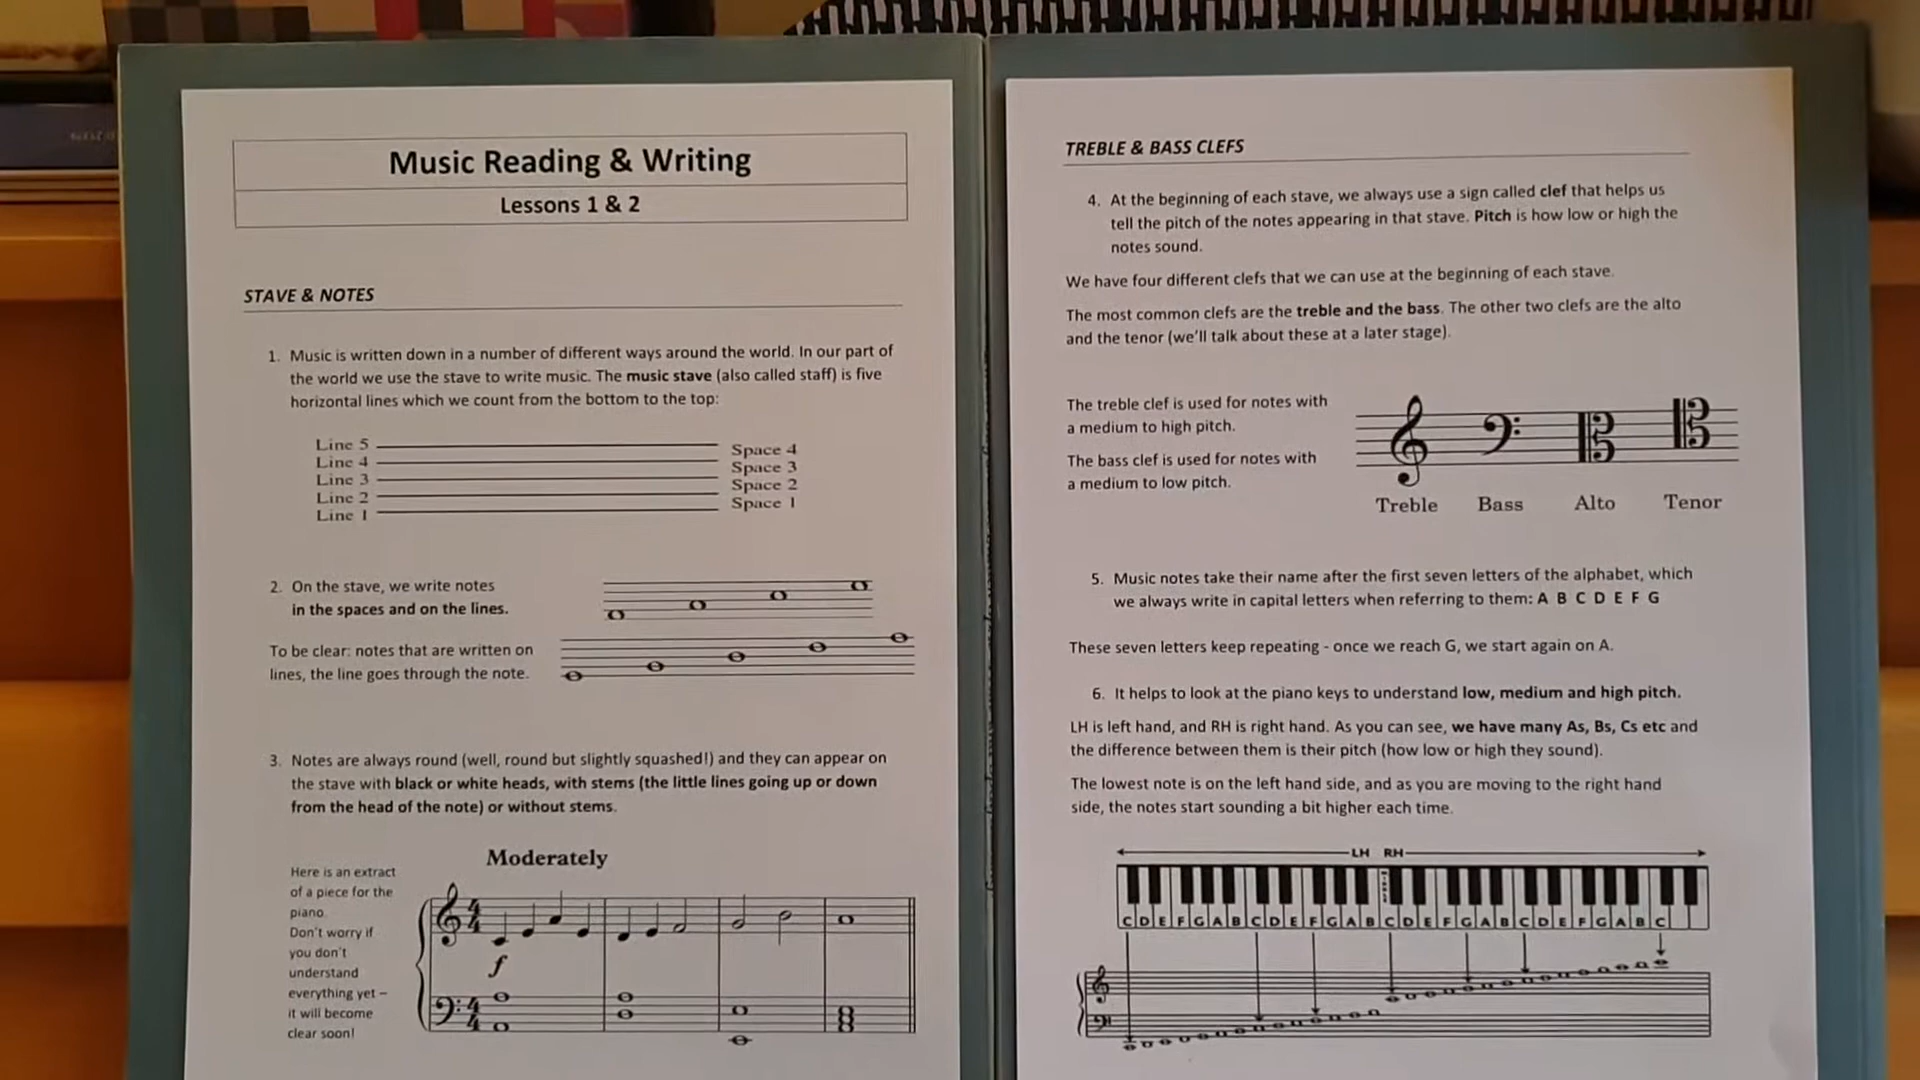 Music Reading & Writing
Lessons 1 & 2
STAVE & NOTES
1. Music is written down in a number of different ways around the world. In our part of
the world we use the stave to write music. The music stave (also called staff) is five
horizontal lines which we count from the bottom to the top:
Line 5
Line 4
Line 3
Line 2
Line 1
Space 4
Space 3
Space 2
Space 1
2. On the stave, we write notes
in the spaces and on the lines.
To be clear: notes that are written on
lines, the line goes through the note.
3. Notes are always round (well, round but slightly squashed!) and they can appear on
the stave with black or white heads, with stems (the little lines going up or down
from the head of the note) or without stems.
Here is an extract
of a piece for the
piano.
Don't worry if
you don't
understand
everything yet –
it will become
clear soon!
Moderately
4
4
f
4
4
TREBLE & BASS CLEFS
4. At the beginning of each stave, we always use a sign called clef that helps us
tell the pitch of the notes appearing in that stave. Pitch is how low or high the
notes sound.
We have four different clefs that we can use at the beginning of each stave.
The most common clefs are the treble and the bass. The other two clefs are the alto
and the tenor (we'll talk about these at a later stage).
The treble clef is used for notes with
a medium to high pitch.
The bass clef is used for notes with
a medium to low pitch.
Treble Bass Alto Tenor
5. Music notes take their name after the first seven letters of the alphabet, which
we always write in capital letters when referring to them: A B C D E F G
These seven letters keep repeating - once we reach G, we start again on A.
6. It helps to look at the piano keys to understand low, medium and high pitch.
LH is left hand, and RH is right hand. As you can see, we have many As, Bs, Cs etc and
the difference between them is their pitch (how low or high they sound).
The lowest note is on the left hand side, and as you are moving to the right hand
side, the notes start sounding a bit higher each time.
LH RH
C D E F G A B C D E F G A B C D E F G A B C D E F G A B C